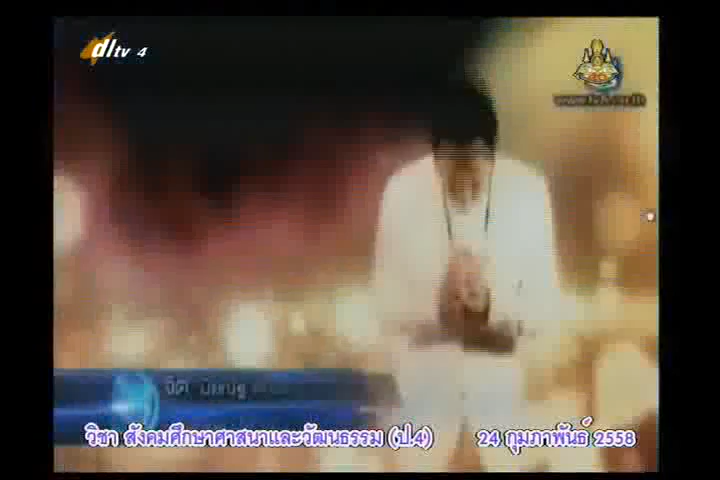 dltv 4
จิต
วิชา สังคมศึกษาศาสนาและวัฒนธรรม (ป.4) 24 กุมภาพันธ์ 2558